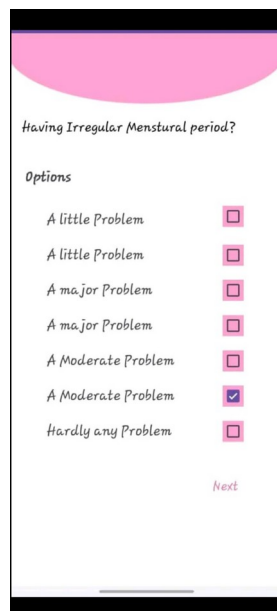 Having Irregular Menstural period?
Options
A little Problem
A little Problem
A major Problem
A major Problem
A Moderate Problem
A Moderate Problem
Hardly any Problem
Next